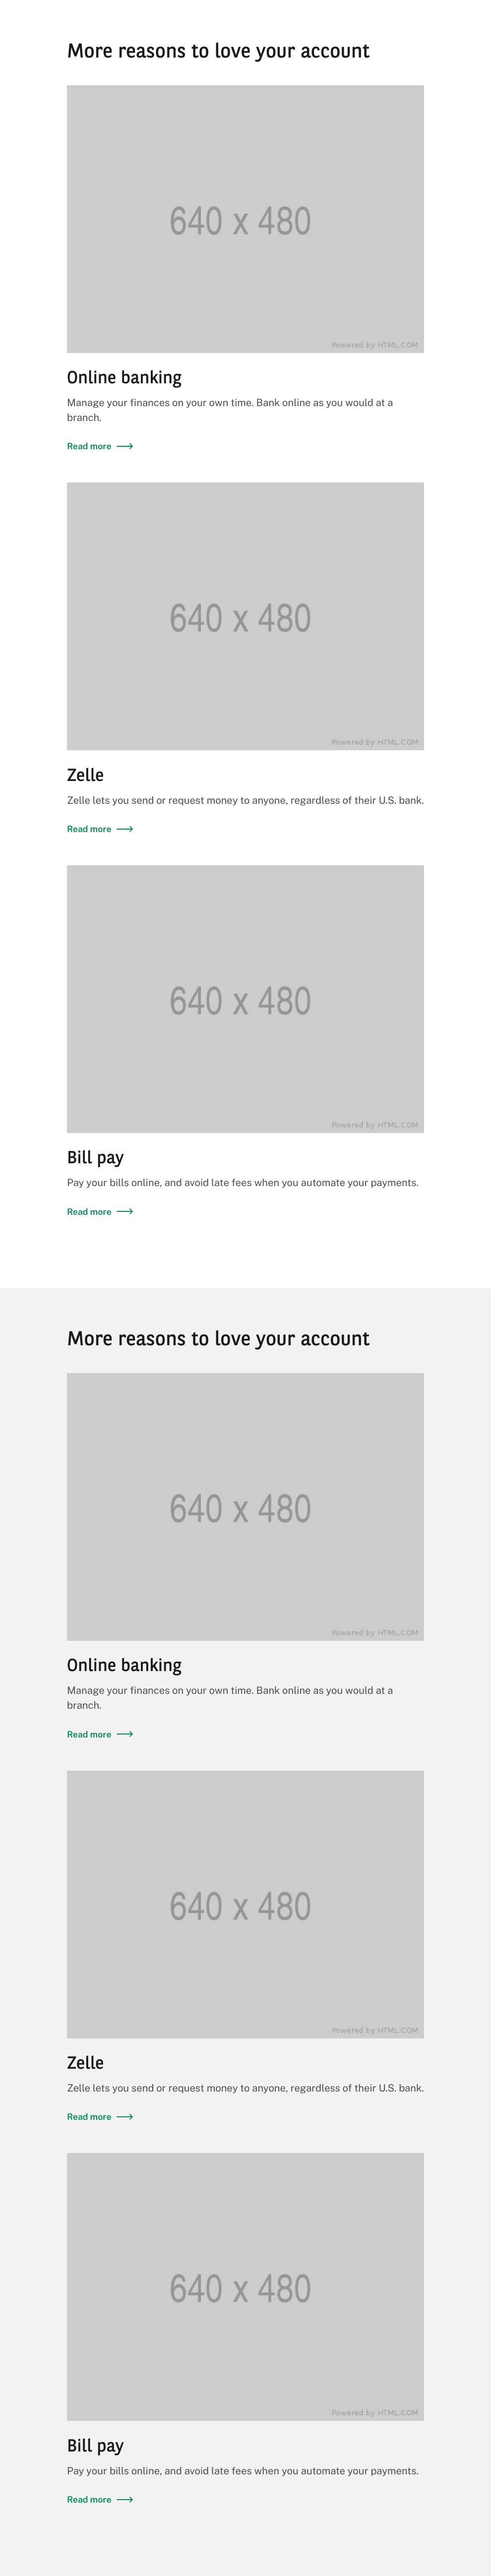 More reasons to love your account
640 x 480
Powered by HTML.COM
Online banking
Manage your finances on your own time. Bank online as you would at a
branch.
Read more
640 x 480
Powered by HTML.COM
Zelle
Zelle lets you send or request money to anyone, regardless of their U.S. bank.
Read more
640 x 480
Powered by HTML.COM
Bill pay
Pay your bills online, and avoid late fees when you automate your payments.
Read more
More reasons to love your account
640 x 480
Powered by HTML.COM
Online banking
Manage your finances on your own time. Bank online as you would at a
branch.
Read more
640 x 480
Powered by HTML.COM
Zelle
Zelle lets you send or request money to anyone, regardless of their U.S. bank.
Read more
640 x 480
Powered by HTML.COM
Bill pay
Pay your bills online, and avoid late fees when you automate your payments.
Read more